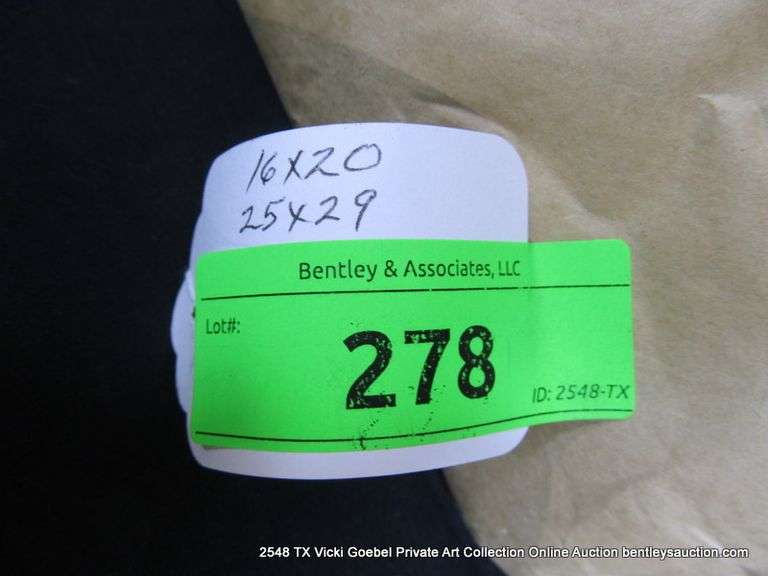 16X20
25X29
Bentley & Associates, LLC
Lot#:
278
ID: 2548-TX
2548 TX Vicki Goebel Private Art Collection Online Auction bentleysauction.com